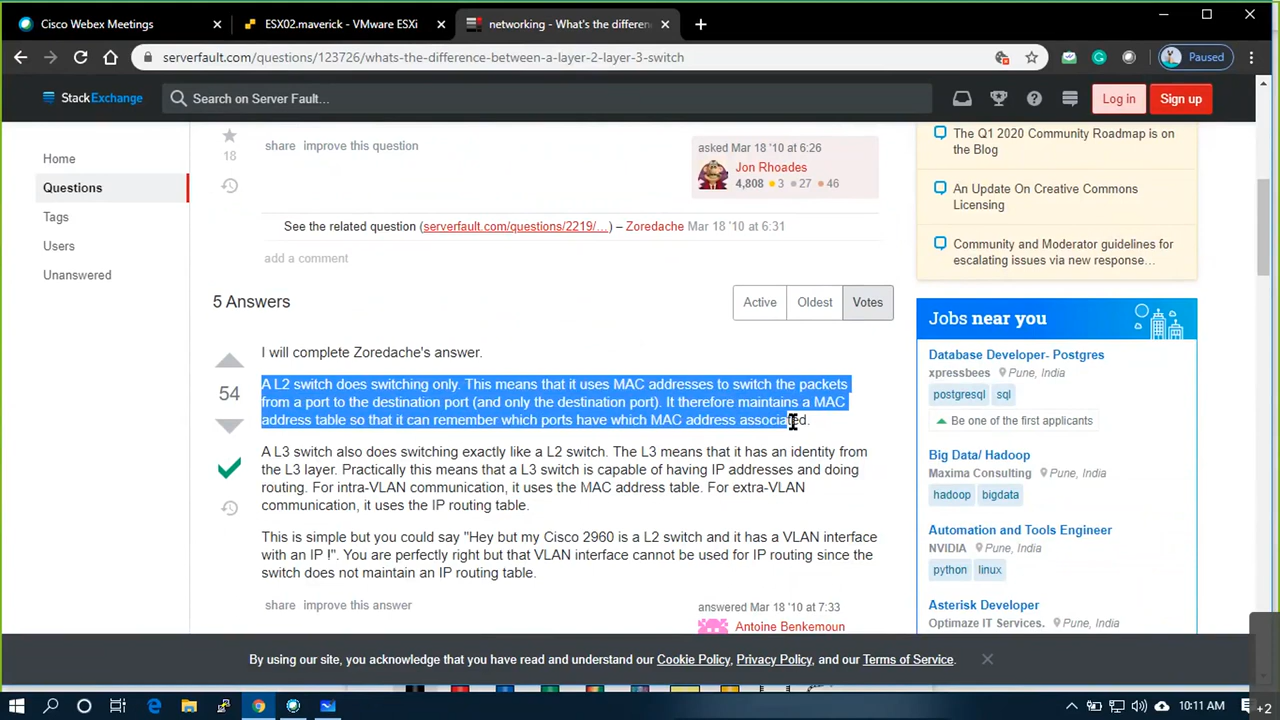 Cisco Webex Meetings
ESX02.maverick - VMware ESXi
networking - What's the differen
serverfault.com/questions/123726/whats-the-difference-between-a-layer-2-layer-3-switch
Paused
StackExchange
Search on Server Fault...
Log in
Sign up
Home
Questions
Tags
Users
Unanswered
18
share improve this question
asked Mar 18 '10 at 6:26
Jon Rhoades
4,808 3 27 46
See the related question (serverfault.com/questions/2219/...) – Zoredache Mar 18 '10 at 6:31
add a comment
The Q1 2020 Community Roadmap is on
the Blog
An Update On Creative Commons
Licensing
Community and Moderator guidelines for
escalating issues via new response…
5 Answers
Active
Oldest
Votes
54
I will complete Zoredache's answer.
A L2 switch does switching only. This means that it uses MAC addresses to switch the packets
from a port to the destination port (and only the destination port). It therefore maintains a MAC
address table so that it can remember which ports have which MAC address associated.
A L3 switch also does switching exactly like a L2 switch. The L3 means that it has an identity from
the L3 layer. Practically this means that a L3 switch is capable of having IP addresses and doing
routing. For intra-VLAN communication, it uses the MAC address table. For extra-VLAN
communication, it uses the IP routing table.
This is simple but you could say "Hey but my Cisco 2960 is a L2 switch and it has a VLAN interface
with an IP !". You are perfectly right but that VLAN interface cannot be used for IP routing since the
switch does not maintain an IP routing table.
share improve this answer
answered Mar 18 '10 at 7:33
Antoine Benkemoun
Jobs near you
Database Developer- Postgres
xpressbees Pune, India
postgresql sql
Be one of the first applicants
Big Data/ Hadoop
Maxima Consulting Pune, India
hadoop bigdata
Automation and Tools Engineer
NVIDIA Pune, India
python linux
Asterisk Developer
Optimaze IT Services. Pune, India
By using our site, you acknowledge that you have read and understand our Cookie Policy, Privacy Policy, and our Terms of Service.
10:11 AM
+2